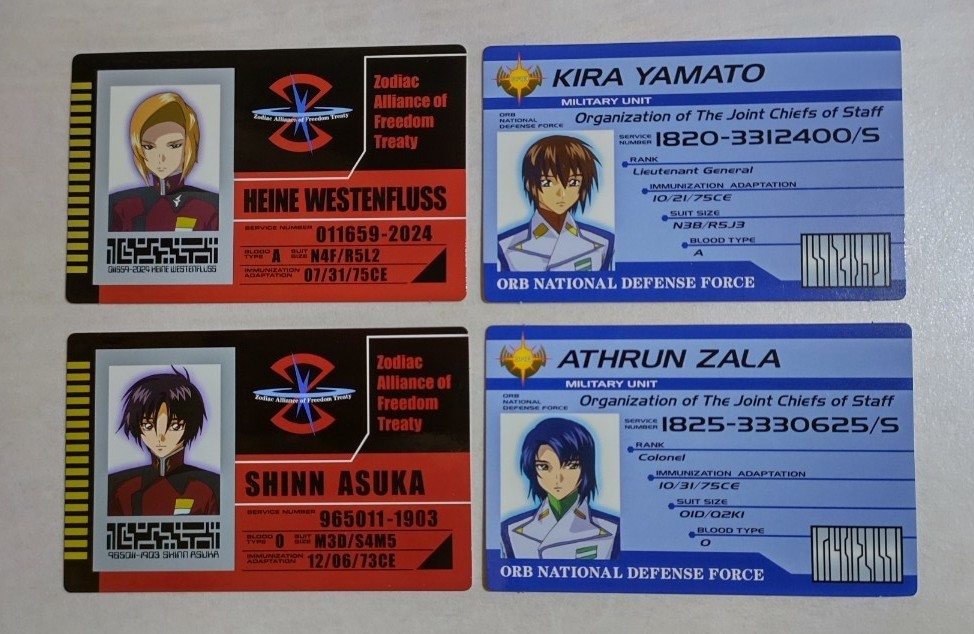 Zodiac
Alliance of
Freedom
Treaty
Zodiac Alliance of Freedom Treaty
HEINE WESTENFLUSS
SERVICE NUMBER 011659-2024
BLOOD TYPE A SUIT SIZE N4F/R5L2
IMMUNIZATION ADAPTATION 07/31/75CE
011659-2024 HEINE WESTENFLUSS
KIRA YAMATO
MILITARY UNIT
ORB NATIONAL DEFENSE FORCE
Organization of The Joint Chiefs of Staff
SERVICE NUMBER 1820-3312400/S
RANK
Lieutenant General
IMMUNIZATION ADAPTATION
10/21/75CE
SUIT SIZE
N3B/R5J3
BLOOD TYPE
A
ORB NATIONAL DEFENSE FORCE
Zodiac
Alliance of
Freedom
Treaty
Zodiac Alliance of Freedom Treaty
SHINN ASUKA
SERVICE NUMBER 965011-1903
BLOOD TYPE O SUIT SIZE M3D/S4M5
IMMUNIZATION ADAPTATION 12/06/73CE
965011-1903 SHINN ASUKA
ATHRUN ZALA
MILITARY UNIT
ORB NATIONAL DEFENSE FORCE
Organization of The Joint Chiefs of Staff
SERVICE NUMBER 1825-3330625/S
RANK
Colonel
IMMUNIZATION ADAPTATION
10/31/75CE
SUIT SIZE
O1D/Q2K1
BLOOD TYPE
O
ORB NATIONAL DEFENSE FORCE